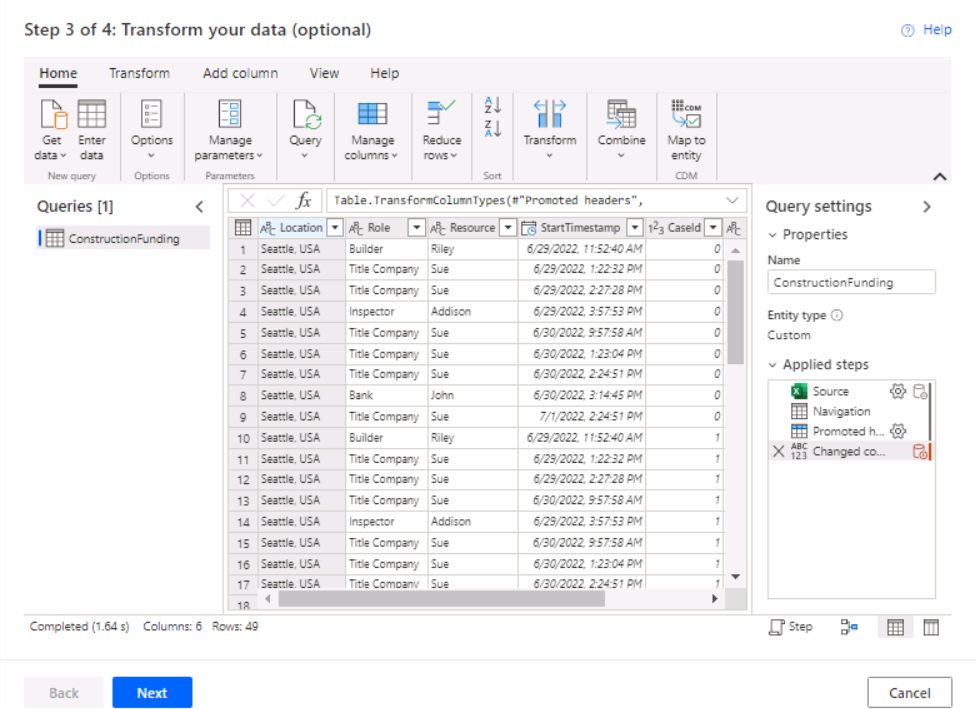 Step 3 of 4: Transform your data (optional)
Help
Home Transform Add column View Help
Get data
Enter data
Options
Manage parameters
Query
Manage columns
Reduce rows
A Z
Z A
Transform
Combine
CDM
Map to entity
New query
Options
Parameters
Sort
CDM
Queries [1]
ConstructionFunding
fx Table.TransformColumnTypes(#"Promoted headers",
ABC Location ABC Role ABC Resource StartTimestamp 123 CaseId ABC
1 Seattle, USA Builder Riley 6/29/2022, 11:52:40 AM 0
2 Seattle, USA Title Company Sue 6/29/2022, 1:22:32 PM 0
3 Seattle, USA Title Company Sue 6/29/2022, 2:27:28 PM 0
4 Seattle, USA Inspector Addison 6/29/2022, 3:57:53 PM 0
5 Seattle, USA Title Company Sue 6/30/2022, 9:57:58 AM 0
6 Seattle, USA Title Company Sue 6/30/2022, 1:23:04 PM 0
7 Seattle, USA Title Company Sue 6/30/2022, 2:24:51 PM 0
8 Seattle, USA Bank John 6/30/2022, 3:14:45 PM 0
9 Seattle, USA Title Company Sue 7/1/2022, 2:24:51 PM 0
10 Seattle, USA Builder Riley 6/29/2022, 11:52:40 AM 1
11 Seattle, USA Title Company Sue 6/29/2022, 1:22:32 PM 1
12 Seattle, USA Title Company Sue 6/29/2022, 2:27:28 PM 1
13 Seattle, USA Title Company Sue 6/30/2022, 9:57:58 AM 1
14 Seattle, USA Inspector Addison 6/29/2022, 3:57:53 PM 1
15 Seattle, USA Title Company Sue 6/30/2022, 9:57:58 AM 1
16 Seattle, USA Title Company Sue 6/30/2022, 1:23:04 PM 1
17 Seattle, USA Title Company Sue 6/30/2022, 2:24:51 PM 1
18
Query settings
Properties
Name
ConstructionFunding
Entity type
Custom
Applied steps
Source
Navigation
Promoted h...
ABC 123 Changed co...
Completed (1.64 s) Columns: 6 Rows: 49
Step
Back
Next
Cancel